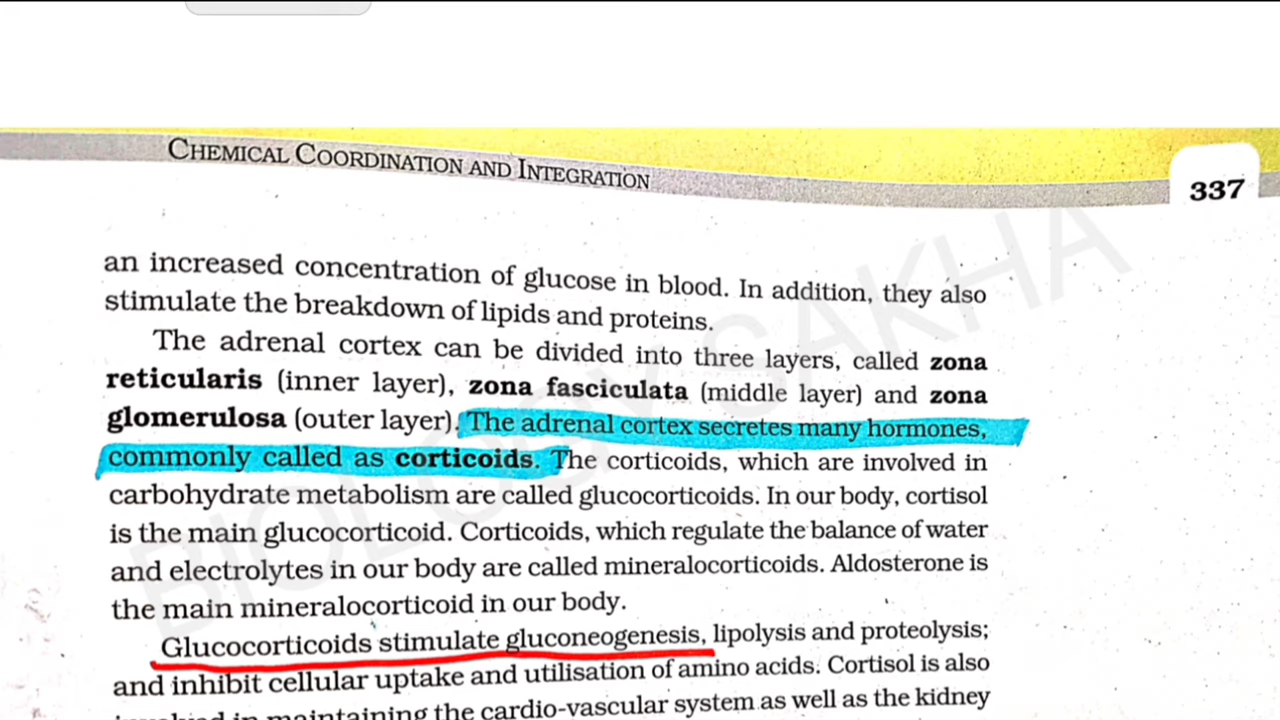 CHEMICAL COORDINATION AND INTEGRATION
337
an increased concentration of glucose in blood. In addition, they also
stimulate the breakdown of lipids and proteins.
The adrenal cortex can be divided into three layers, called zona
reticularis (inner layer), zona fasciculata (middle layer) and zona
glomerulosa (outer layer). The adrenal cortex secretes many hormones,
commonly called as corticoids. The corticoids, which are involved in
carbohydrate metabolism are called glucocorticoids. In our body, cortisol
is the main glucocorticoid. Corticoids, which regulate the balance of water
and electrolytes in our body are called mineralocorticoids. Aldosterone is
the main mineralocorticoid in our body.
Glucocorticoids stimulate gluconeogenesis, lipolysis and proteolysis;
and inhibit cellular uptake and utilisation of amino acids. Cortisol is also
in maintaining the cardio-vascular system as well as the kidney
BIOLOGY SAKHA